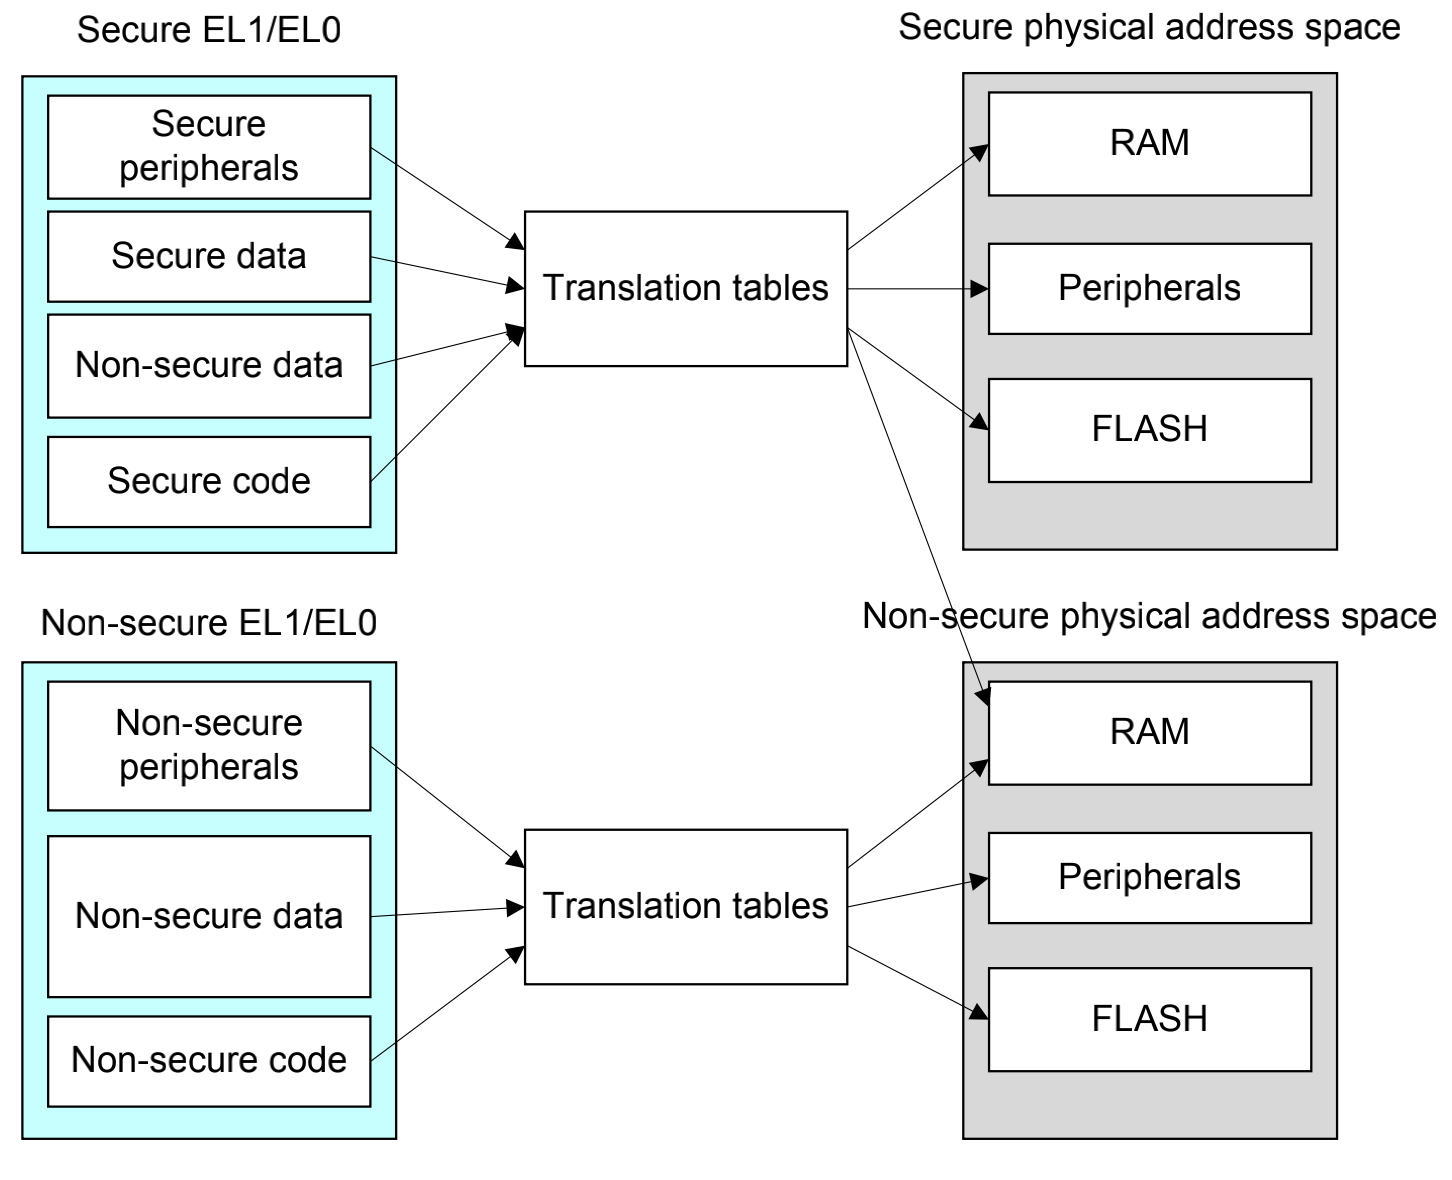 Secure EL1/EL0
Secure physical address space
Secure
peripherals
Secure data
Non-secure data
Secure code
Translation tables
RAM
Peripherals
FLASH
Non-secure EL1/EL0
Non-secure physical address space
Non-secure
peripherals
Non-secure data
Non-secure code
Translation tables
RAM
Peripherals
FLASH